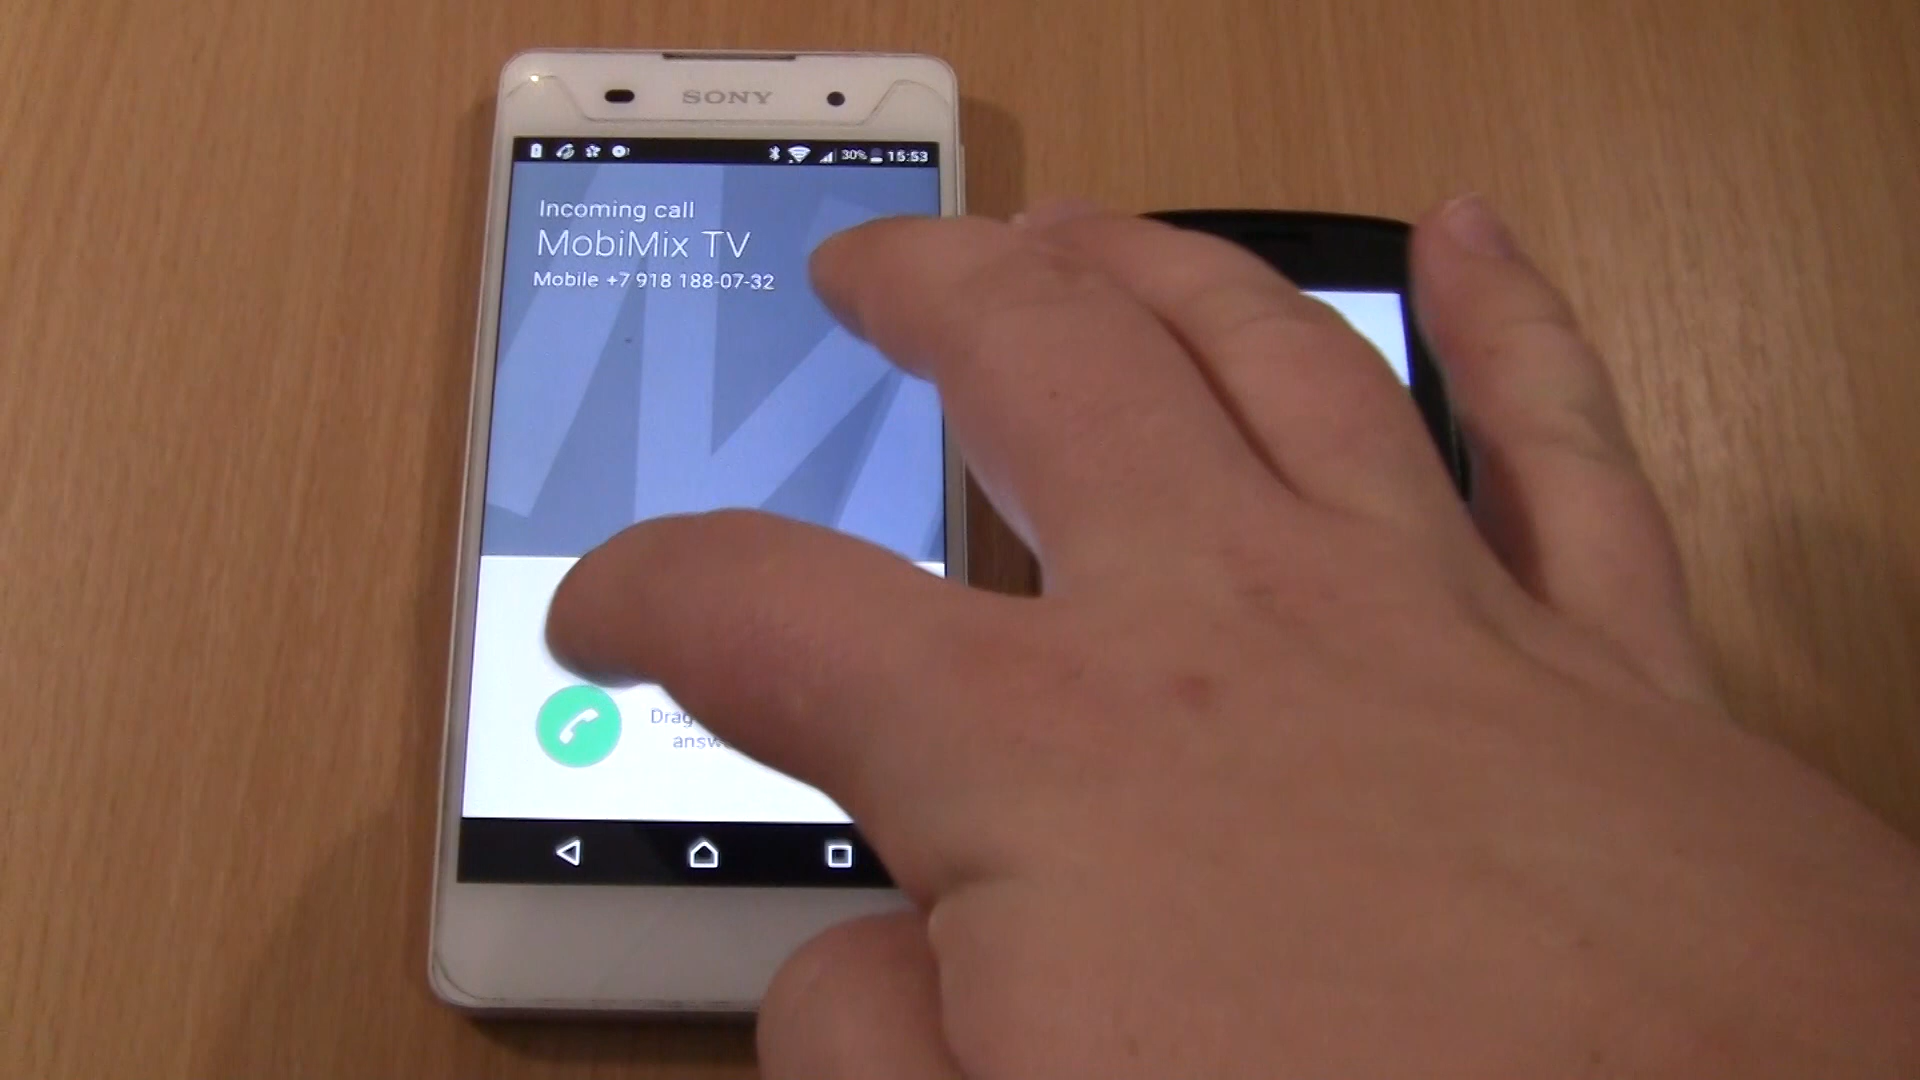 SONY
30% 15:53
Incoming call
MobiMix TV
Mobile +7 918 188-07-32
Drag
answ